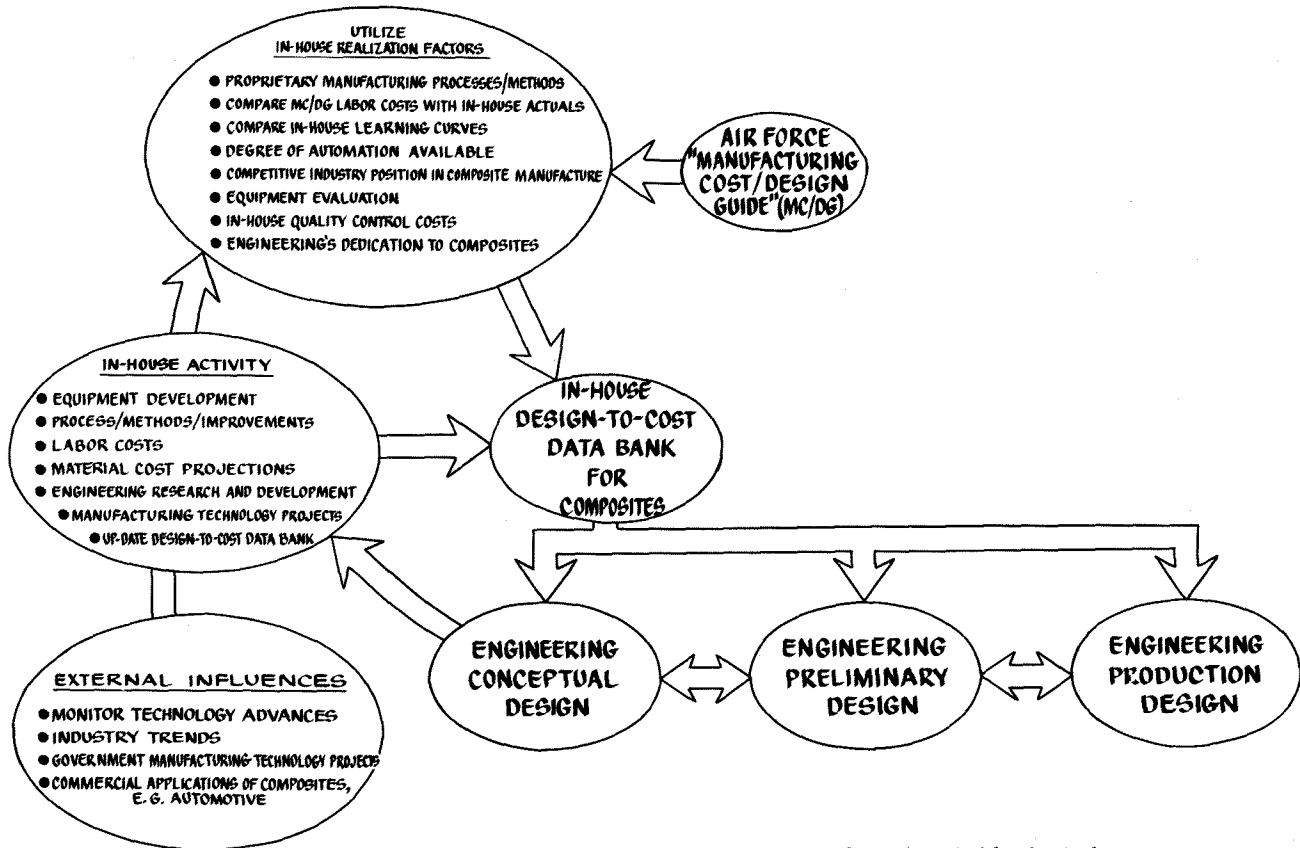 UTILIZE
IN-HOUSE REALIZATION FACTORS
● PROPRIETARY MANUFACTURING PROCESSES/METHODS
● COMPARE MC/DG LABOR COSTS WITH IN-HOUSE ACTUALS
● COMPARE IN-HOUSE LEARNING CURVES
● DEGREE OF AUTOMATION AVAILABLE
● COMPETITIVE INDUSTRY POSITION IN COMPOSITE MANUFACTURE
● EQUIPMENT EVALUATION
● IN-HOUSE QUALITY CONTROL COSTS
● ENGINEERING'S DEDICATION TO COMPOSITES
AIR FORCE
"MANUFACTURING
COST/DESIGN
GUIDE" (MC/DG)
IN-HOUSE ACTIVITY
● EQUIPMENT DEVELOPMENT
● PROCESS/METHODS/IMPROVEMENTS
● LABOR COSTS
● MATERIAL COST PROJECTIONS
● ENGINEERING RESEARCH AND DEVELOPMENT
● MANUFACTURING TECHNOLOGY PROJECTS
● UP-DATE DESIGN-TO-COST DATA BANK
IN-HOUSE
DESIGN-TO-COST
DATA BANK
FOR
COMPOSITES
ENGINEERING
CONCEPTUAL
DESIGN
ENGINEERING
PRELIMINARY
DESIGN
ENGINEERING
PRODUCTION
DESIGN
EXTERNAL INFLUENCES
● MONITOR TECHNOLOGY ADVANCES
● INDUSTRY TRENDS
● GOVERNMENT MANUFACTURING TECHNOLOGY PROJECTS
● COMMERCIAL APPLICATIONS OF COMPOSITES,
E.G. AUTOMOTIVE